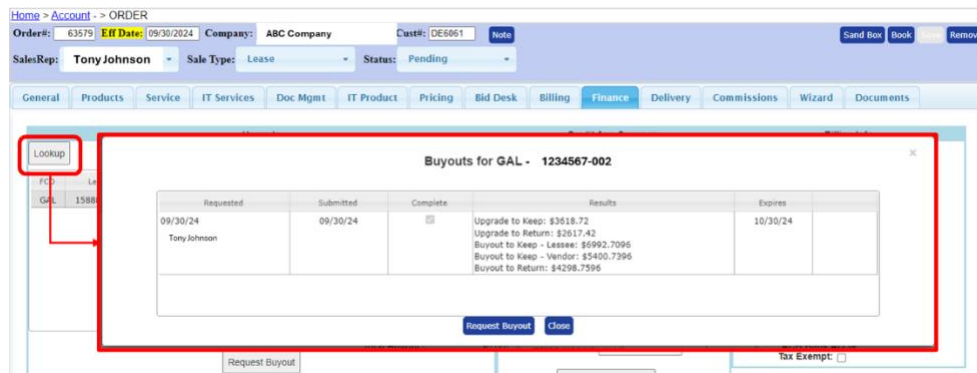 Home > Account - > ORDER
Order#: 63579 Eff Date: 09/30/2024 Company: ABC Company Cust#: DE6061 Note Sand Box Book Remov
SalesRep: Tony Johnson Sale Type: Lease Status: Pending
General Products Service IT Services Doc Mgmt IT Product Pricing Bid Desk Billing Finance Delivery Commissions Wizard Documents
Lookup
Buyouts for GAL - 1234567-002
Le
GAL 1588
Requested Submitted Complete Results Expires
09/30/24 09/30/24 Upgrade to Keep: $3618.72 10/30/24
Tony Johnson Upgrade to Return: $2617.42
Buyout to Keep - Lessee: $6992.7096
Buyout to Keep - Vendor: $5400.7396
Buyout to Return: $4298.7596
Request Buyout Close
Tax Exempt:
Request Buyout